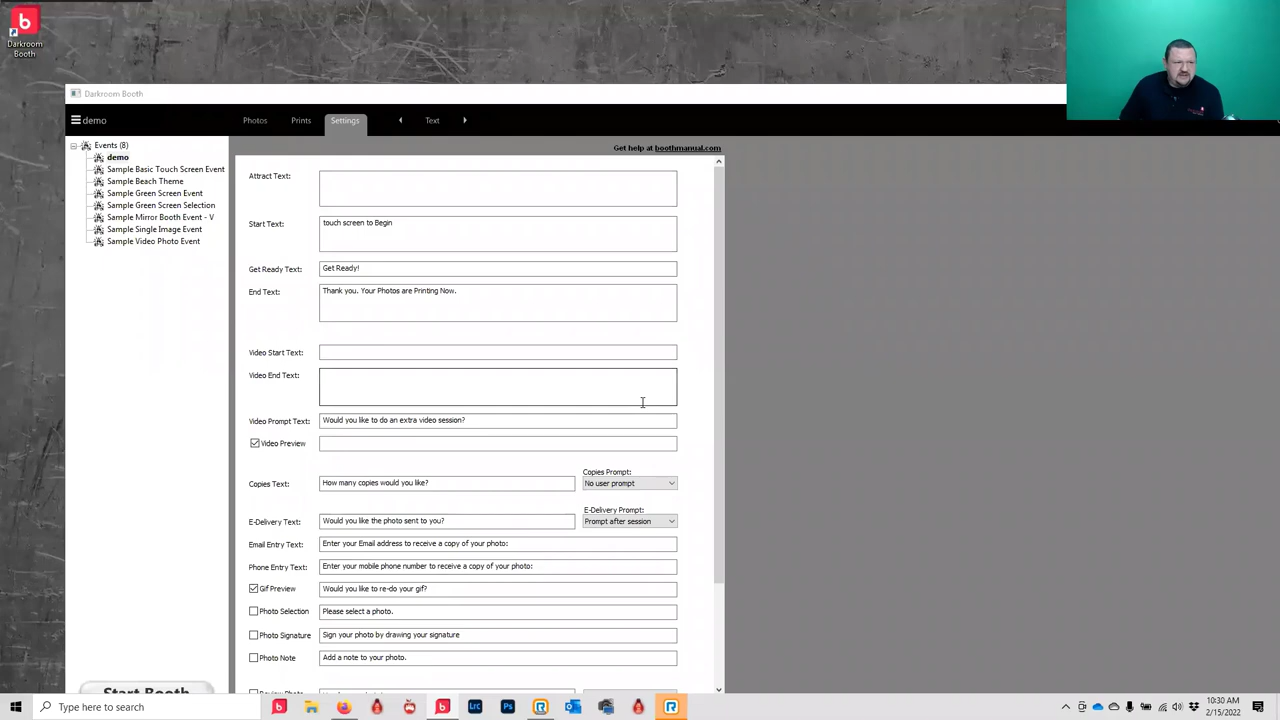 b
Darkroom
Booth
Darkroom Booth
demo
Photos
Prints
Settings
Text
Events (8)
demo
Sample Basic Touch Screen Event
Sample Beach Theme
Sample Green Screen Event
Sample Green Screen Selection
Sample Mirror Booth Event - V
Sample Single Image Event
Sample Video Photo Event
Get help at boothmanual.com
Attract Text:
Start Text:
touch screen to Begin
Get Ready Text:
Get Ready!
End Text:
Thank you. Your Photos are Printing Now.
Video Start Text:
Video End Text:
Video Prompt Text:
Would you like to do an extra video session?
Video Preview
Copies Prompt:
Copies Text:
How many copies would you like?
No user prompt
E-Delivery Prompt:
E-Delivery Text:
Would you like the photo sent to you?
Prompt after session
Email Entry Text:
Enter your Email address to receive a copy of your photo:
Phone Entry Text:
Enter your mobile phone number to receive a copy of your photo:
Gif Preview
Would you like to re-do your gif?
Photo Selection
Please select a photo.
Photo Signature
Sign your photo by drawing your signature
Photo Note
Add a note to your photo.
Start Booth
Type here to search
b
b
Lrc
Ps
10:30 AM
2/15/2022